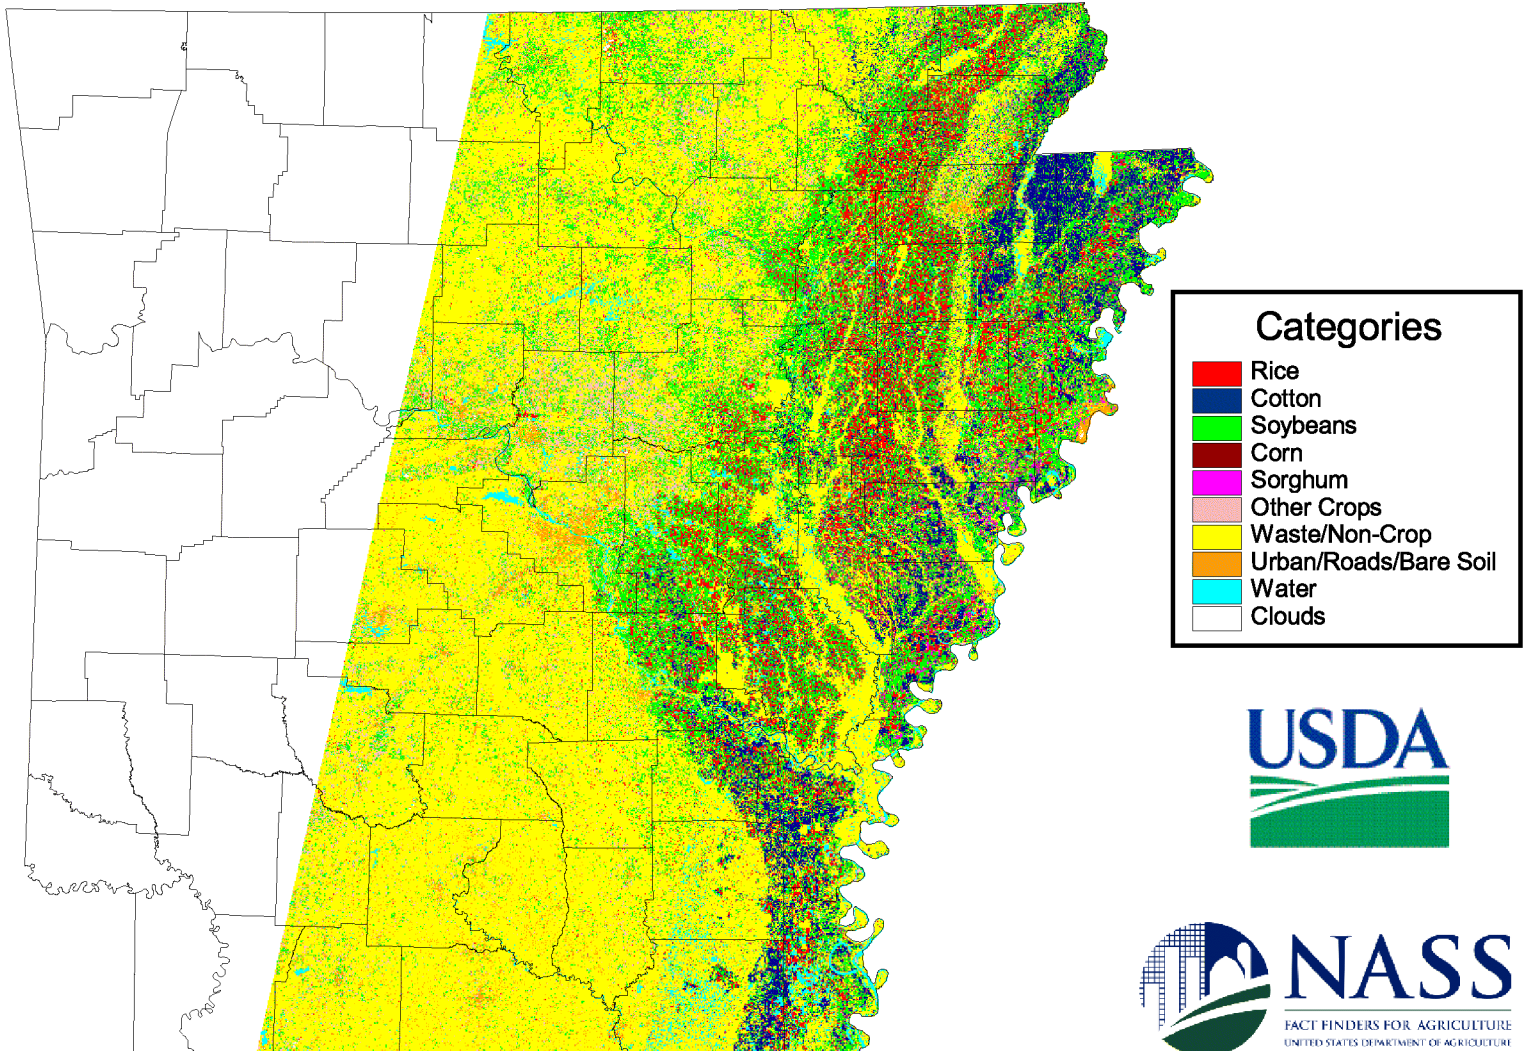 Categories
Rice
Cotton
Soybeans
Corn
Sorghum
Other Crops
Waste/Non-Crop
Urban/Roads/Bare Soil
Water
Clouds
USDA
NASS
FACT FINDERS FOR AGRICULTURE
UNITED STATES DEPARTMENT OF AGRICULTURE